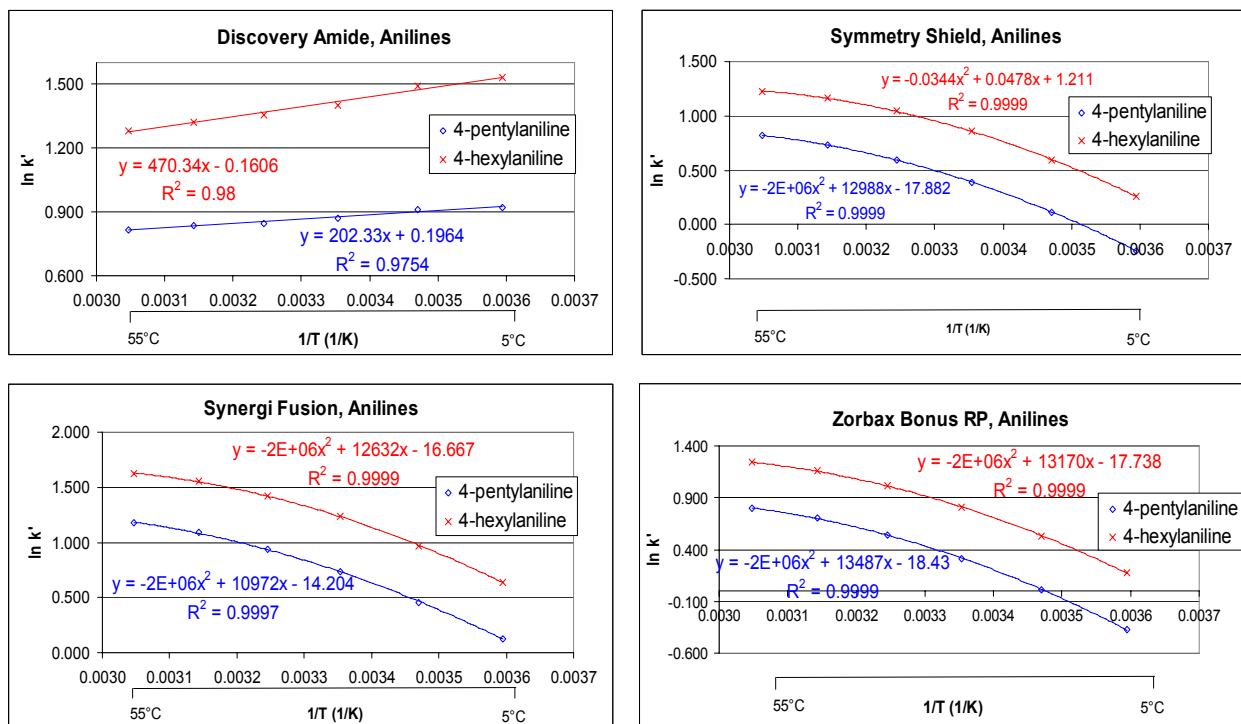 Discovery Amide, Anilines
1.500
1.200
0.900
0.600
ln k'
4-pentylaniline
4-hexylaniline
y = 470.34x - 0.1606
R² = 0.98
y = 202.33x + 0.1964
R² = 0.9754
0.0030 0.0031 0.0032 0.0033 0.0034 0.0035 0.0036 0.0037
55°C 1/T (1/K) 5°C
Symmetry Shield, Anilines
1.500
1.000
0.500
0.000
-0.500
ln k'
y = -0.0344x² + 0.0478x + 1.211
R² = 0.9999
4-pentylaniline
4-hexylaniline
y = -2E+06x² + 12988x - 17.882
R² = 0.9999
0.0030 0.0031 0.0032 0.0033 0.0034 0.0035 0.0036 0.0037
55°C 1/T (1/K) 5°C
Synergi Fusion, Anilines
2.000
1.500
1.000
0.500
0.000
ln k'
y = -2E+06x² + 12632x - 16.667
R² = 0.9999
4-pentylaniline
4-hexylaniline
y = -2E+06x² + 10972x - 14.204
R² = 0.9997
0.0030 0.0031 0.0032 0.0033 0.0034 0.0035 0.0036 0.0037
55°C 1/T (1/K) 5°C
Zorbax Bonus RP, Anilines
1.400
0.900
0.400
-0.100
-0.600
ln k'
y = -2E+06x² + 13170x - 17.738
R² = 0.9999
4-pentylaniline
4-hexylaniline
y = -2E+06x² + 13487x - 18.43
R² = 0.9999
0.0030 0.0031 0.0032 0.0033 0.0034 0.0035 0.0036 0.0037
55°C 1/T (1/K) 5°C